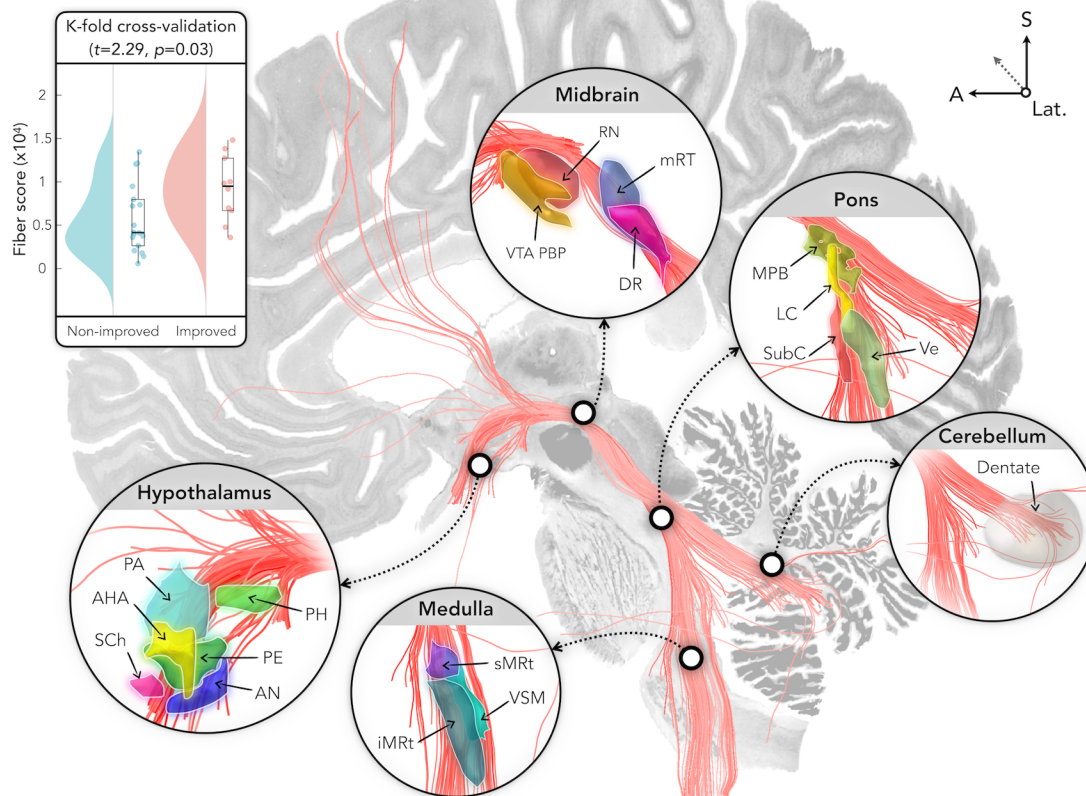 K-fold cross-validation
(t=2.29, p=0.03)
Fiber score (x10⁴)
2
1.5
1
0.5
0
Non-improved
Improved
S
A
Lat.
Midbrain
RN
mRT
VTA PBP
DR
Pons
MPB
LC
SubC
Ve
Cerebellum
Dentate
Hypothalamus
PA
AHA
SCh
PH
PE
AN
Medulla
sMRt
VSM
iMRt